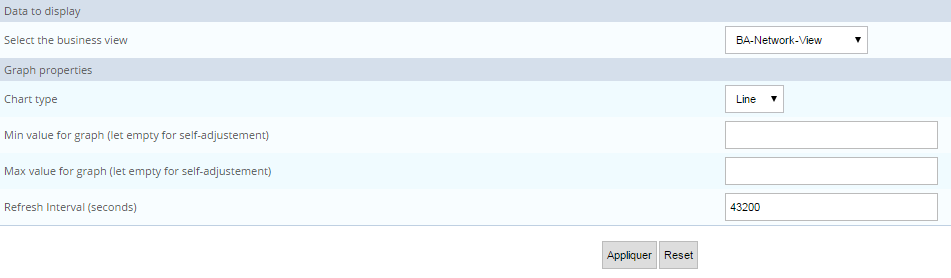 Data to display
Select the business view BA-Network-View
Graph properties
Chart type Line
Min value for graph (let empty for self-adjustement)
Max value for graph (let empty for self-adjustement)
Refresh Interval (seconds) 43200
Appliquer Reset